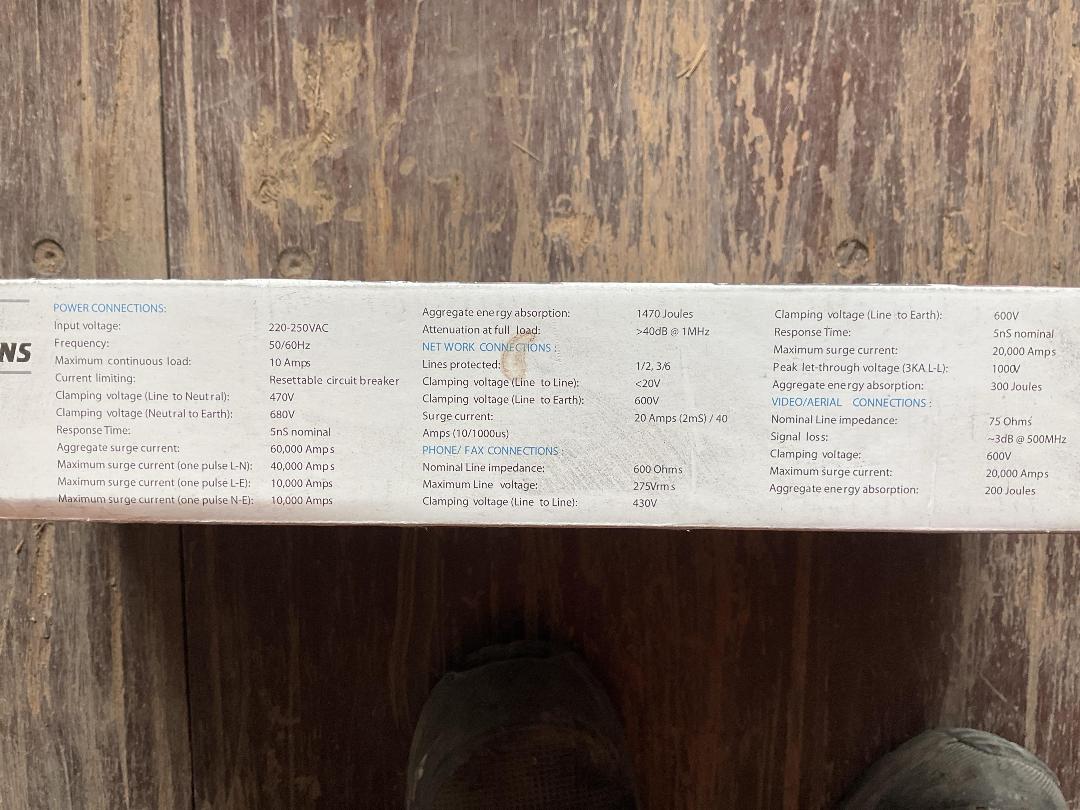 NS
POWER CONNECTIONS:
Input voltage: 220-250VAC
Frequency: 50/60Hz
Maximum continuous load: 10 Amps
Current limiting: Resettable circuit breaker
Clamping voltage (Line to Neutral): 470V
Clamping voltage (Neutral to Earth): 680V
Response Time: 5nS nominal
Aggregate surge current: 60,000 Amps
Maximum surge current (one pulse L-N): 40,000 Amps
Maximum surge current (one pulse L-E): 10,000 Amps
Maximum surge current (one pulse N-E): 10,000 Amps
Aggregate energy absorption: 1470 Joules
Attenuation at full load: >40dB @ 1MHz
NETWORK CONNECTIONS :
Lines protected: 1/2, 3/6
Clamping voltage (Line to Line): <20V
Clamping voltage (Line to Earth): 600V
Surge current: 20 Amps (2mS) / 40
Amps (10/1000us)
PHONE/ FAX CONNECTIONS :
Nominal Line impedance: 600 Ohms
Maximum Line voltage: 275Vrms
Clamping voltage (Line to Line): 430V
Clamping voltage (Line to Earth): 600V
Response Time: 5nS nominal
Maximum surge current: 20,000 Amps
Peak let-through voltage (3KA L-L): 1000V
Aggregate energy absorption: 300 Joules
VIDEO/AERIAL CONNECTIONS :
Nominal Line impedance: 75 Ohms
Signal loss: ~3dB @ 500MHz
Clamping voltage: 600V
Maximum surge current: 20,000 Amps
Aggregate energy absorption: 200 Joules